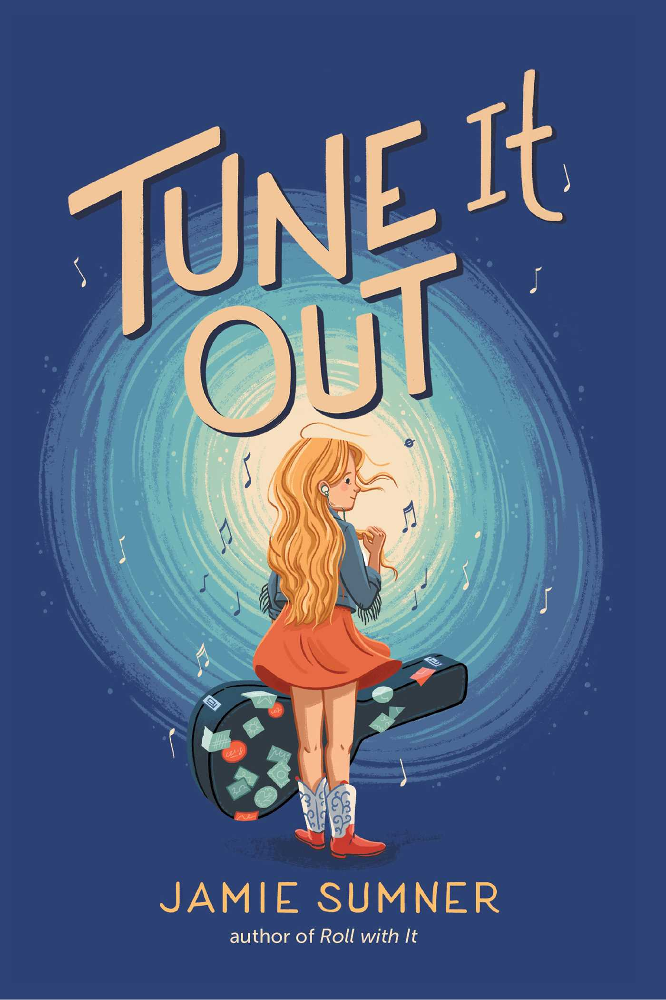 TUNE It
OUT
JAMIE SUMNER
author of Roll with It